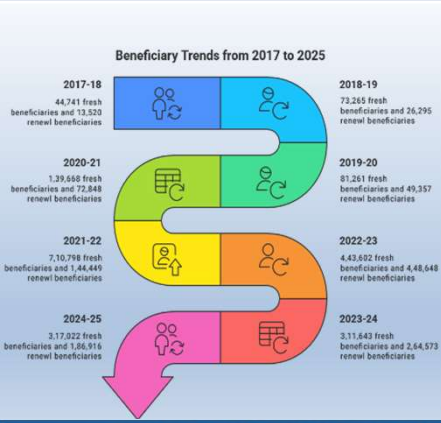 Beneficiary Trends from 2017 to 2025
2017-18
44,741 fresh
beneficiaries and 13,520
renewl beneficiaries
2018-19
73,265 fresh
beneficiaries and 26,295
renewl beneficiaries
2020-21
1,39,668 fresh
beneficiaries and 72,848
renewl beneficiaries
2019-20
81,261 fresh
beneficiaries and 49,357
renewl beneficiaries
2021-22
7,10,798 fresh
beneficiaries and 1,44,449
renewl beneficiaries
2022-23
4,43,602 fresh
beneficiaries and 4,48,648
renewl beneficiaries
2024-25
3,17,022 fresh
beneficiaries and 1,86,916
renewl beneficiaries
2023-24
3,11,643 fresh
beneficiaries and 2,64,573
renewl beneficiaries